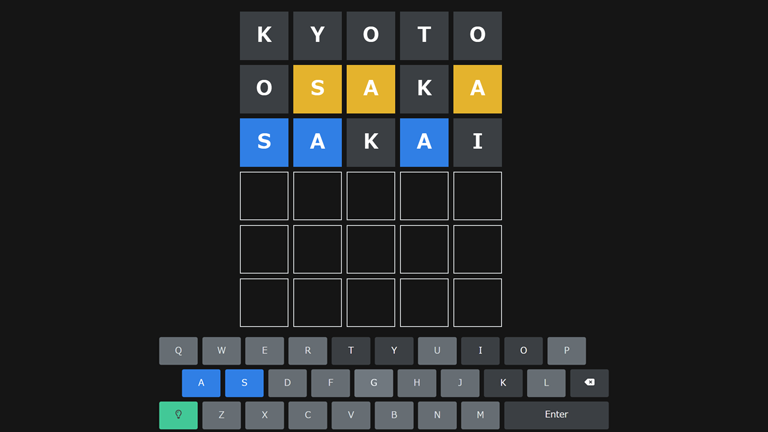 K Y O T O
O S A K A
S A K A I
Q W E R T Y U I O P
A S D F G H J K L
Z X C V B N M Enter